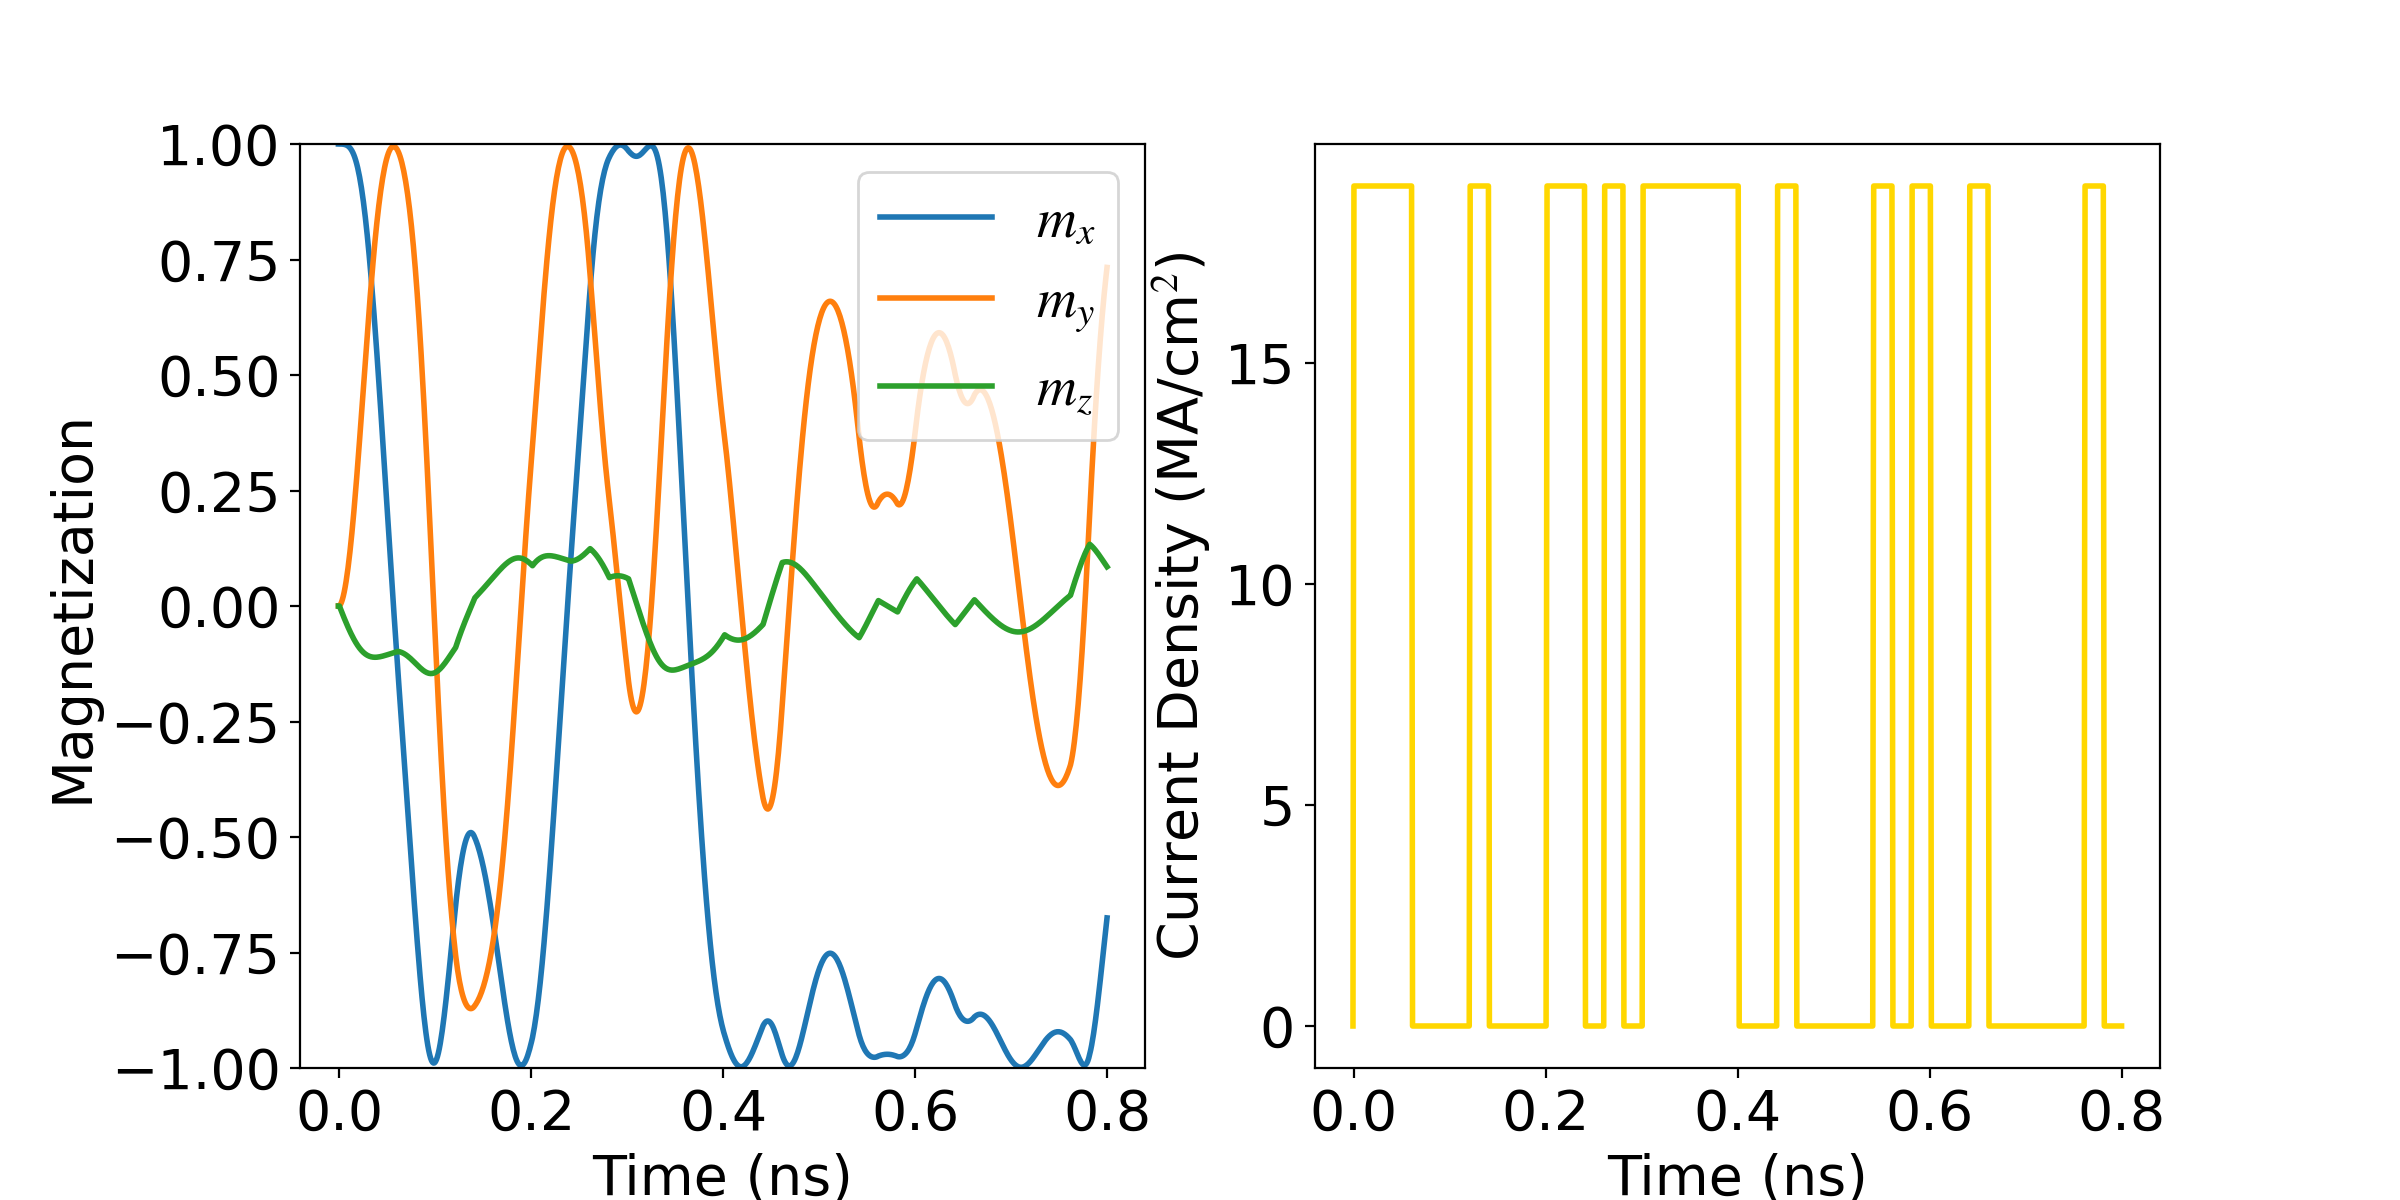 Magnetization
1.00
0.75
0.50
0.25
0.00
−0.25
−0.50
−0.75
−1.00
0.0 0.2 0.4 0.6 0.8
Time (ns)
m_x
m_y
m_z
Current Density (MA/cm²)
15
10
5
0
0.0 0.2 0.4 0.6 0.8
Time (ns)